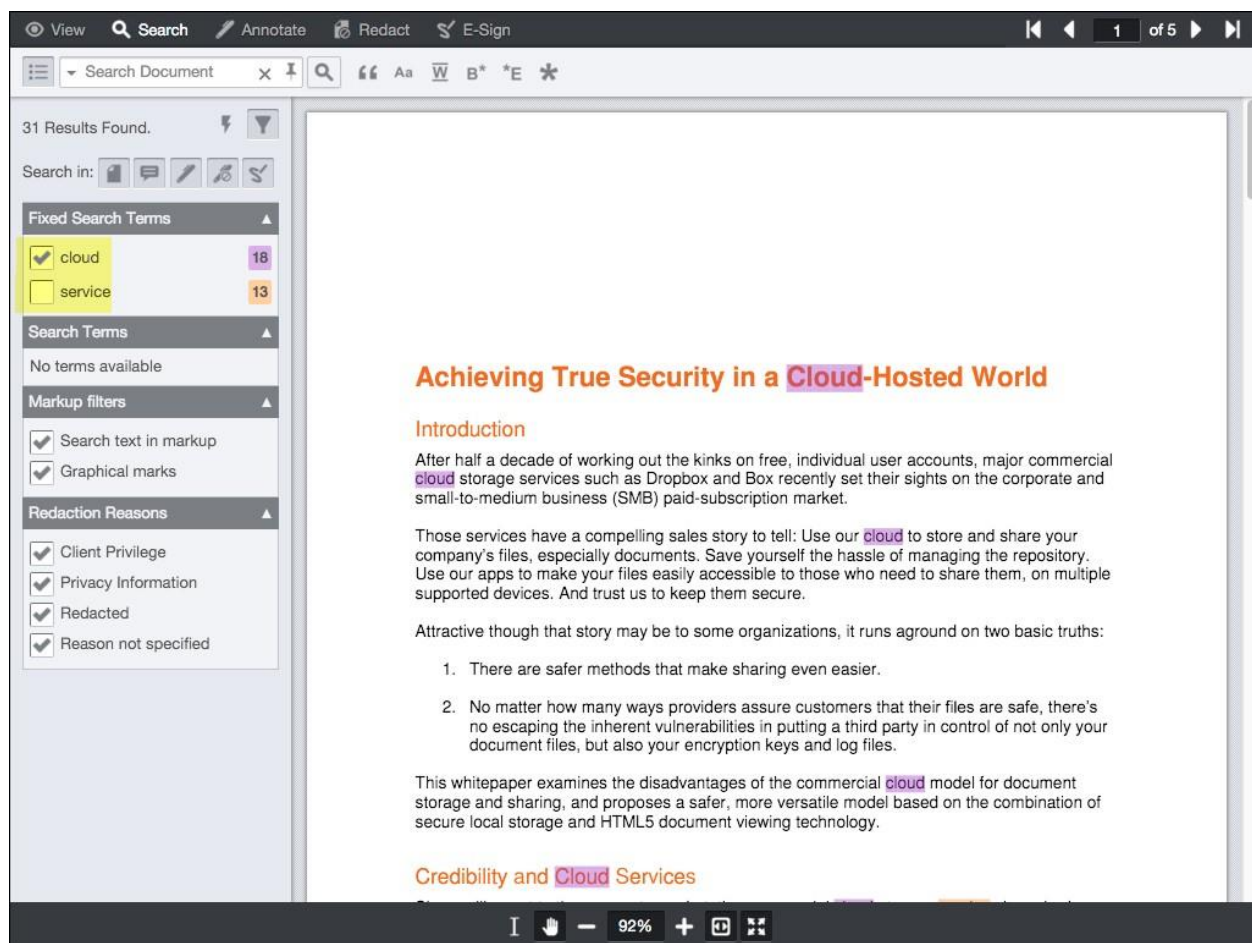 View Search Annotate Redact E-Sign 1 of 5
Search Document Aa W B* *E *
31 Results Found.
Search in:
Fixed Search Terms
cloud 18
service 13
Search Terms
No terms available
Markup filters
Search text in markup
Graphical marks
Redaction Reasons
Client Privilege
Privacy Information
Redacted
Reason not specified
Achieving True Security in a Cloud-Hosted World
Introduction
After half a decade of working out the kinks on free, individual user accounts, major commercial
cloud storage services such as Dropbox and Box recently set their sights on the corporate and
small-to-medium business (SMB) paid-subscription market.
Those services have a compelling sales story to tell: Use our cloud to store and share your
company's files, especially documents. Save yourself the hassle of managing the repository.
Use our apps to make your files easily accessible to those who need to share them, on multiple
supported devices. And trust us to keep them secure.
Attractive though that story may be to some organizations, it runs aground on two basic truths:
1. There are safer methods that make sharing even easier.
2. No matter how many ways providers assure customers that their files are safe, there's
no escaping the inherent vulnerabilities in putting a third party in control of not only your
document files, but also your encryption keys and log files.
This whitepaper examines the disadvantages of the commercial cloud model for document
storage and sharing, and proposes a safer, more versatile model based on the combination of
secure local storage and HTML5 document viewing technology.
Credibility and Cloud Services
92%